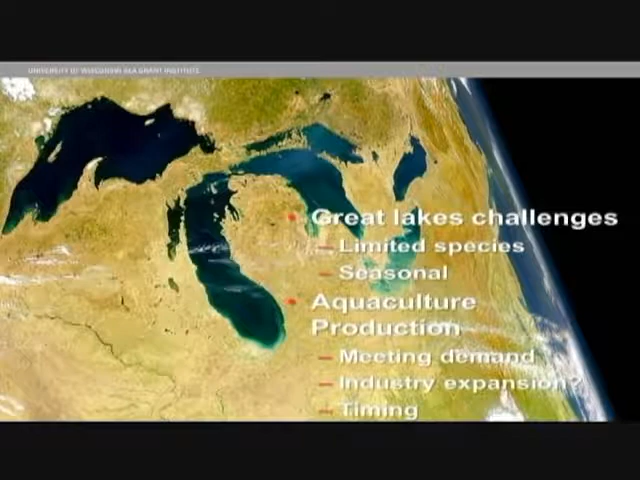 UNIVERSITY OF WISCONSIN SEA GRANT INSTITUTE
• Great lakes challenges
– Limited species
– Seasonal
• Aquaculture
Production
– Meeting demand
– Industry expansion?
– Timing